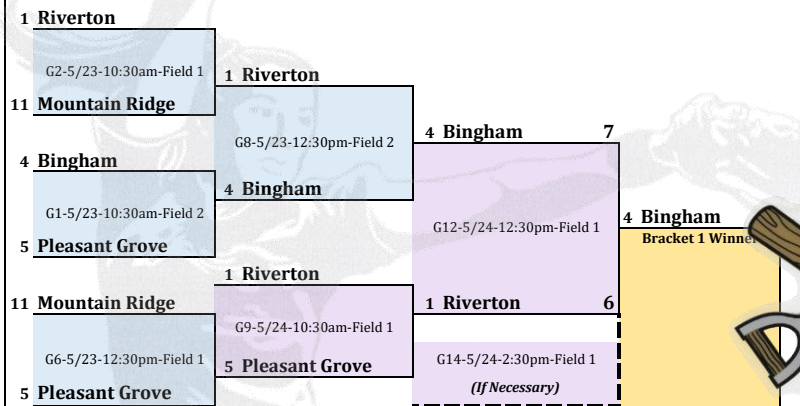 1 Riverton
G2-5/23-10:30am-Field 1
11 Mountain Ridge
4 Bingham
G1-5/23-10:30am-Field 2
5 Pleasant Grove
11 Mountain Ridge
G6-5/23-12:30pm-Field 1
5 Pleasant Grove
1 Riverton
G8-5/23-12:30pm-Field 2
4 Bingham
1 Riverton
G9-5/24-10:30am-Field 1
5 Pleasant Grove
4 Bingham 7
G12-5/24-12:30pm-Field 1
1 Riverton 6
G14-5/24-2:30pm-Field 1
(If Necessary)
4 Bingham
Bracket 1 Winner